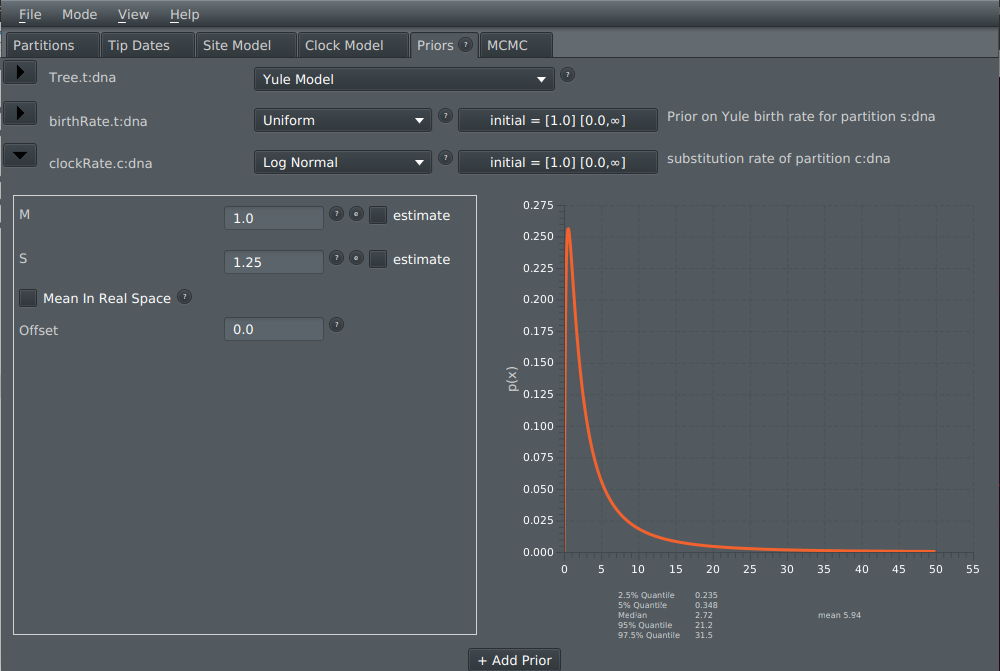 File Mode View Help
Partitions Tip Dates Site Model Clock Model Priors ? MCMC
Tree.t:dna Yule Model ?
birthRate.t:dna Uniform ? initial = [1.0] [0.0,∞] Prior on Yule birth rate for partition s:dna
clockRate.c:dna Log Normal ? initial = [1.0] [0.0,∞] substitution rate of partition c:dna
M 1.0 ? e estimate
S 1.25 ? e estimate
Mean In Real Space ?
Offset 0.0 ?
p(x)
0.275
0.250
0.225
0.200
0.175
0.150
0.125
0.100
0.075
0.050
0.025
0.000
0 5 10 15 20 25 30 35 40 45 50 55
2.5% Quantile 0.235
5% Quantile 0.348
Median 2.72
mean 5.94
95% Quantile 21.2
97.5% Quantile 31.5
+ Add Prior